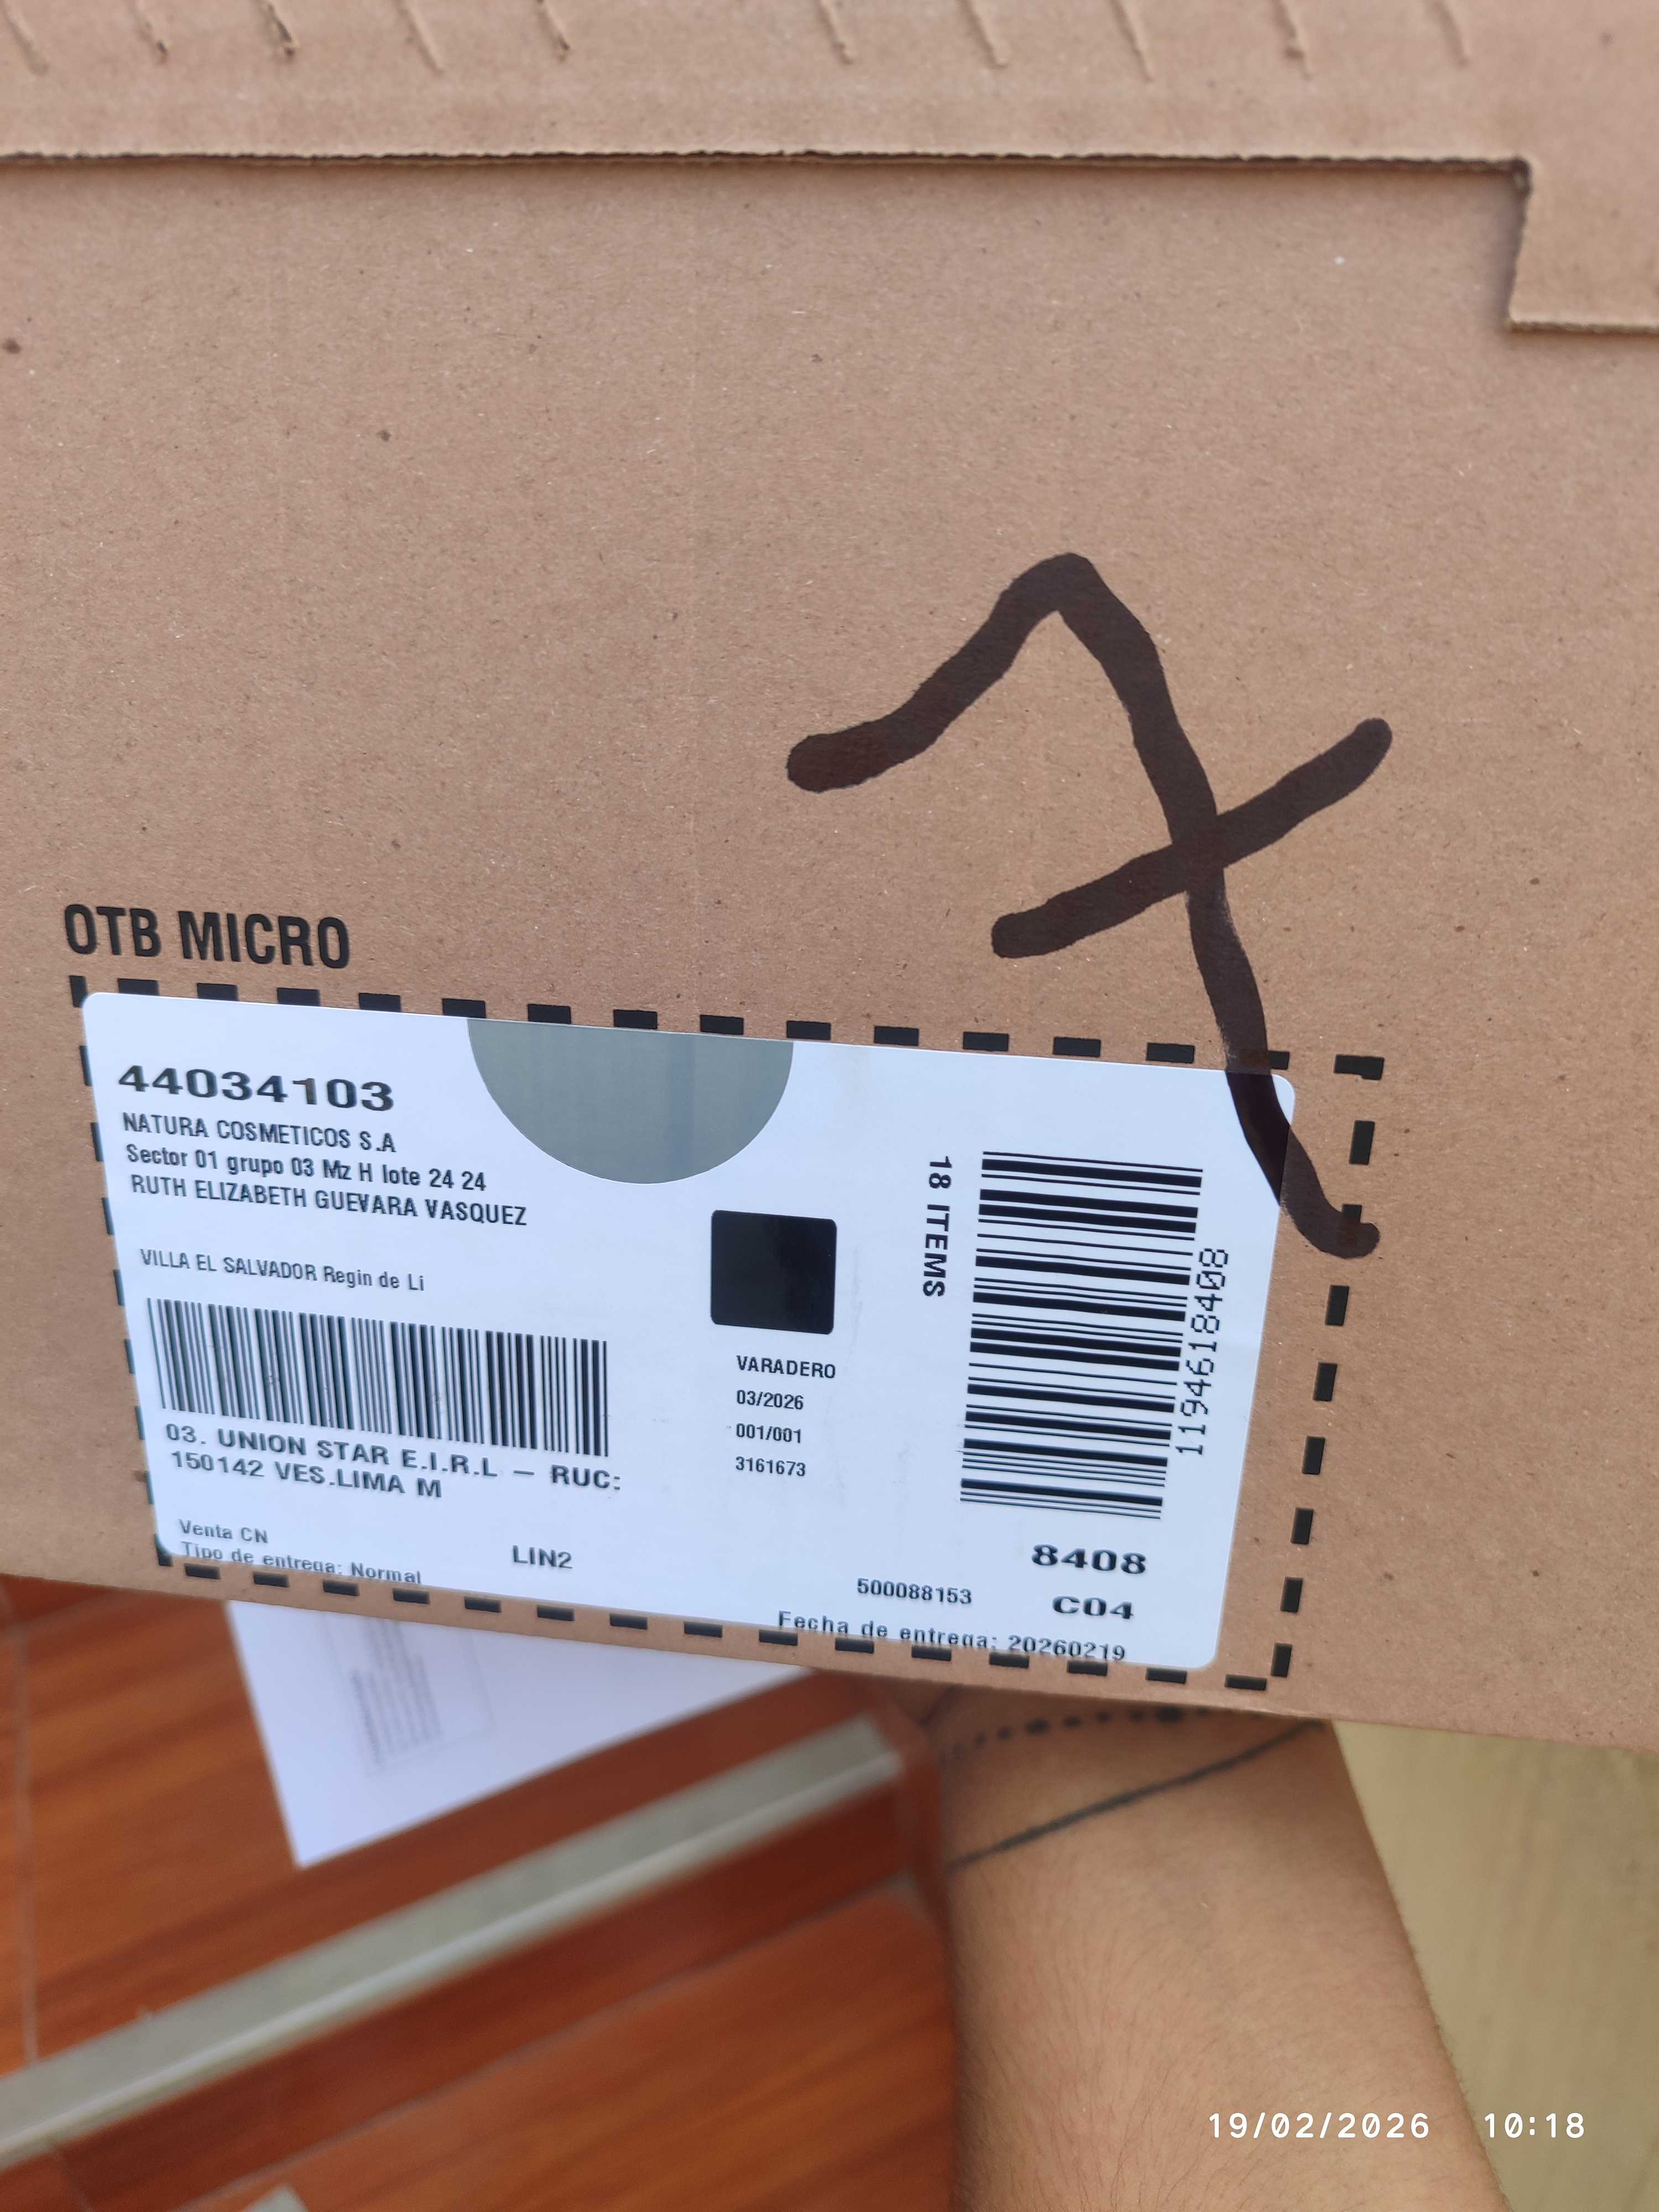 7
OTB MICRO
44034103
NATURA COSMETICOS S.A
Sector 01 grupo 03 Mz H lote 24 24
RUTH ELIZABETH GUEVARA VASQUEZ
VILLA EL SALVADOR Regin de Li
03. UNION STAR E.I.R.L – RUC:
150142 VES.LIMA M
Venta CN
Tipo de entrega: Normal
LIN2
VARADERO
03/2026
001/001
3161673
18 ITEMS
1194618408
8408
500088153
C04
Fecha de entrega: 20260219
19/02/2026 10:18